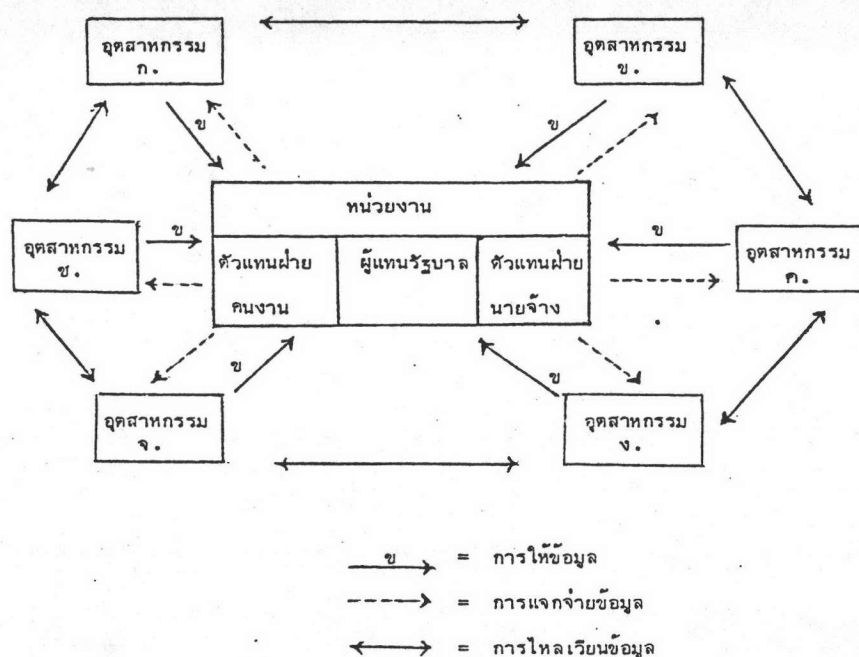 อุตสาหกรรม
ก.
อุตสาหกรรม
ข.
ข
ข
หน่วยงาน
อุตสาหกรรม
ช.
ข
ตัวแทนฝ่าย
คนงาน
ผู้แทนรัฐบาล
ตัวแทนฝ่าย
นายจ้าง
ข
อุตสาหกรรม
ค.
ข
ข
อุตสาหกรรม
จ.
อุตสาหกรรม
ง.
ข = การให้ข้อมูล
= การแจกจ่ายข้อมูล
= การไหลเวียนข้อมูล